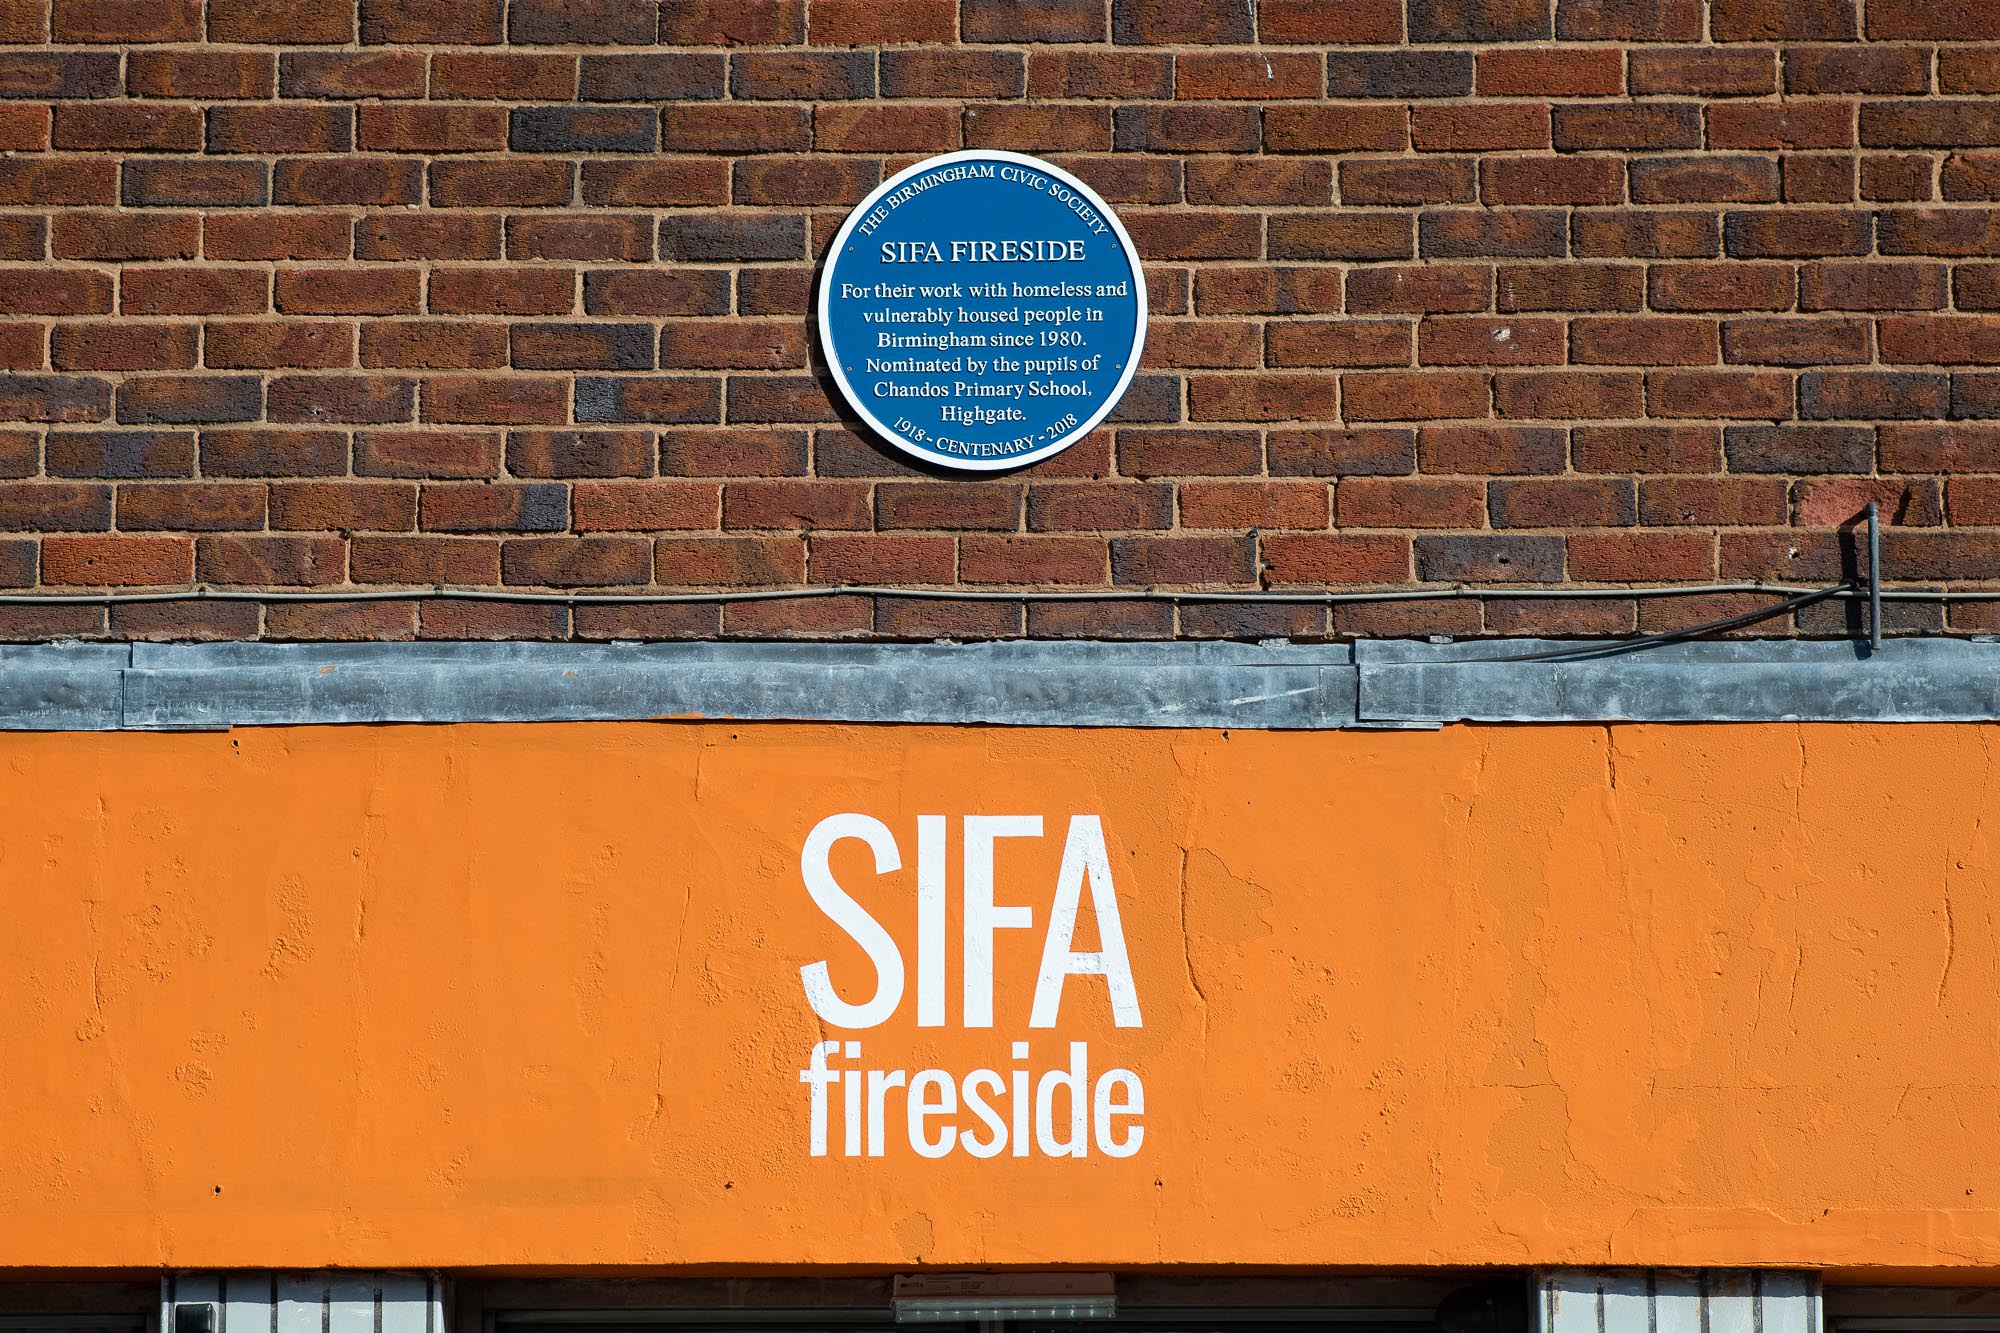 THE BIRMINGHAM CIVIC SOCIETY
SIFA FIRESIDE
For their work with homeless and
vulnerably housed people in
Birmingham since 1980.
Nominated by the pupils of
Chandos Primary School,
Highgate.
1918 - CENTENARY - 2018
SIFA
fireside